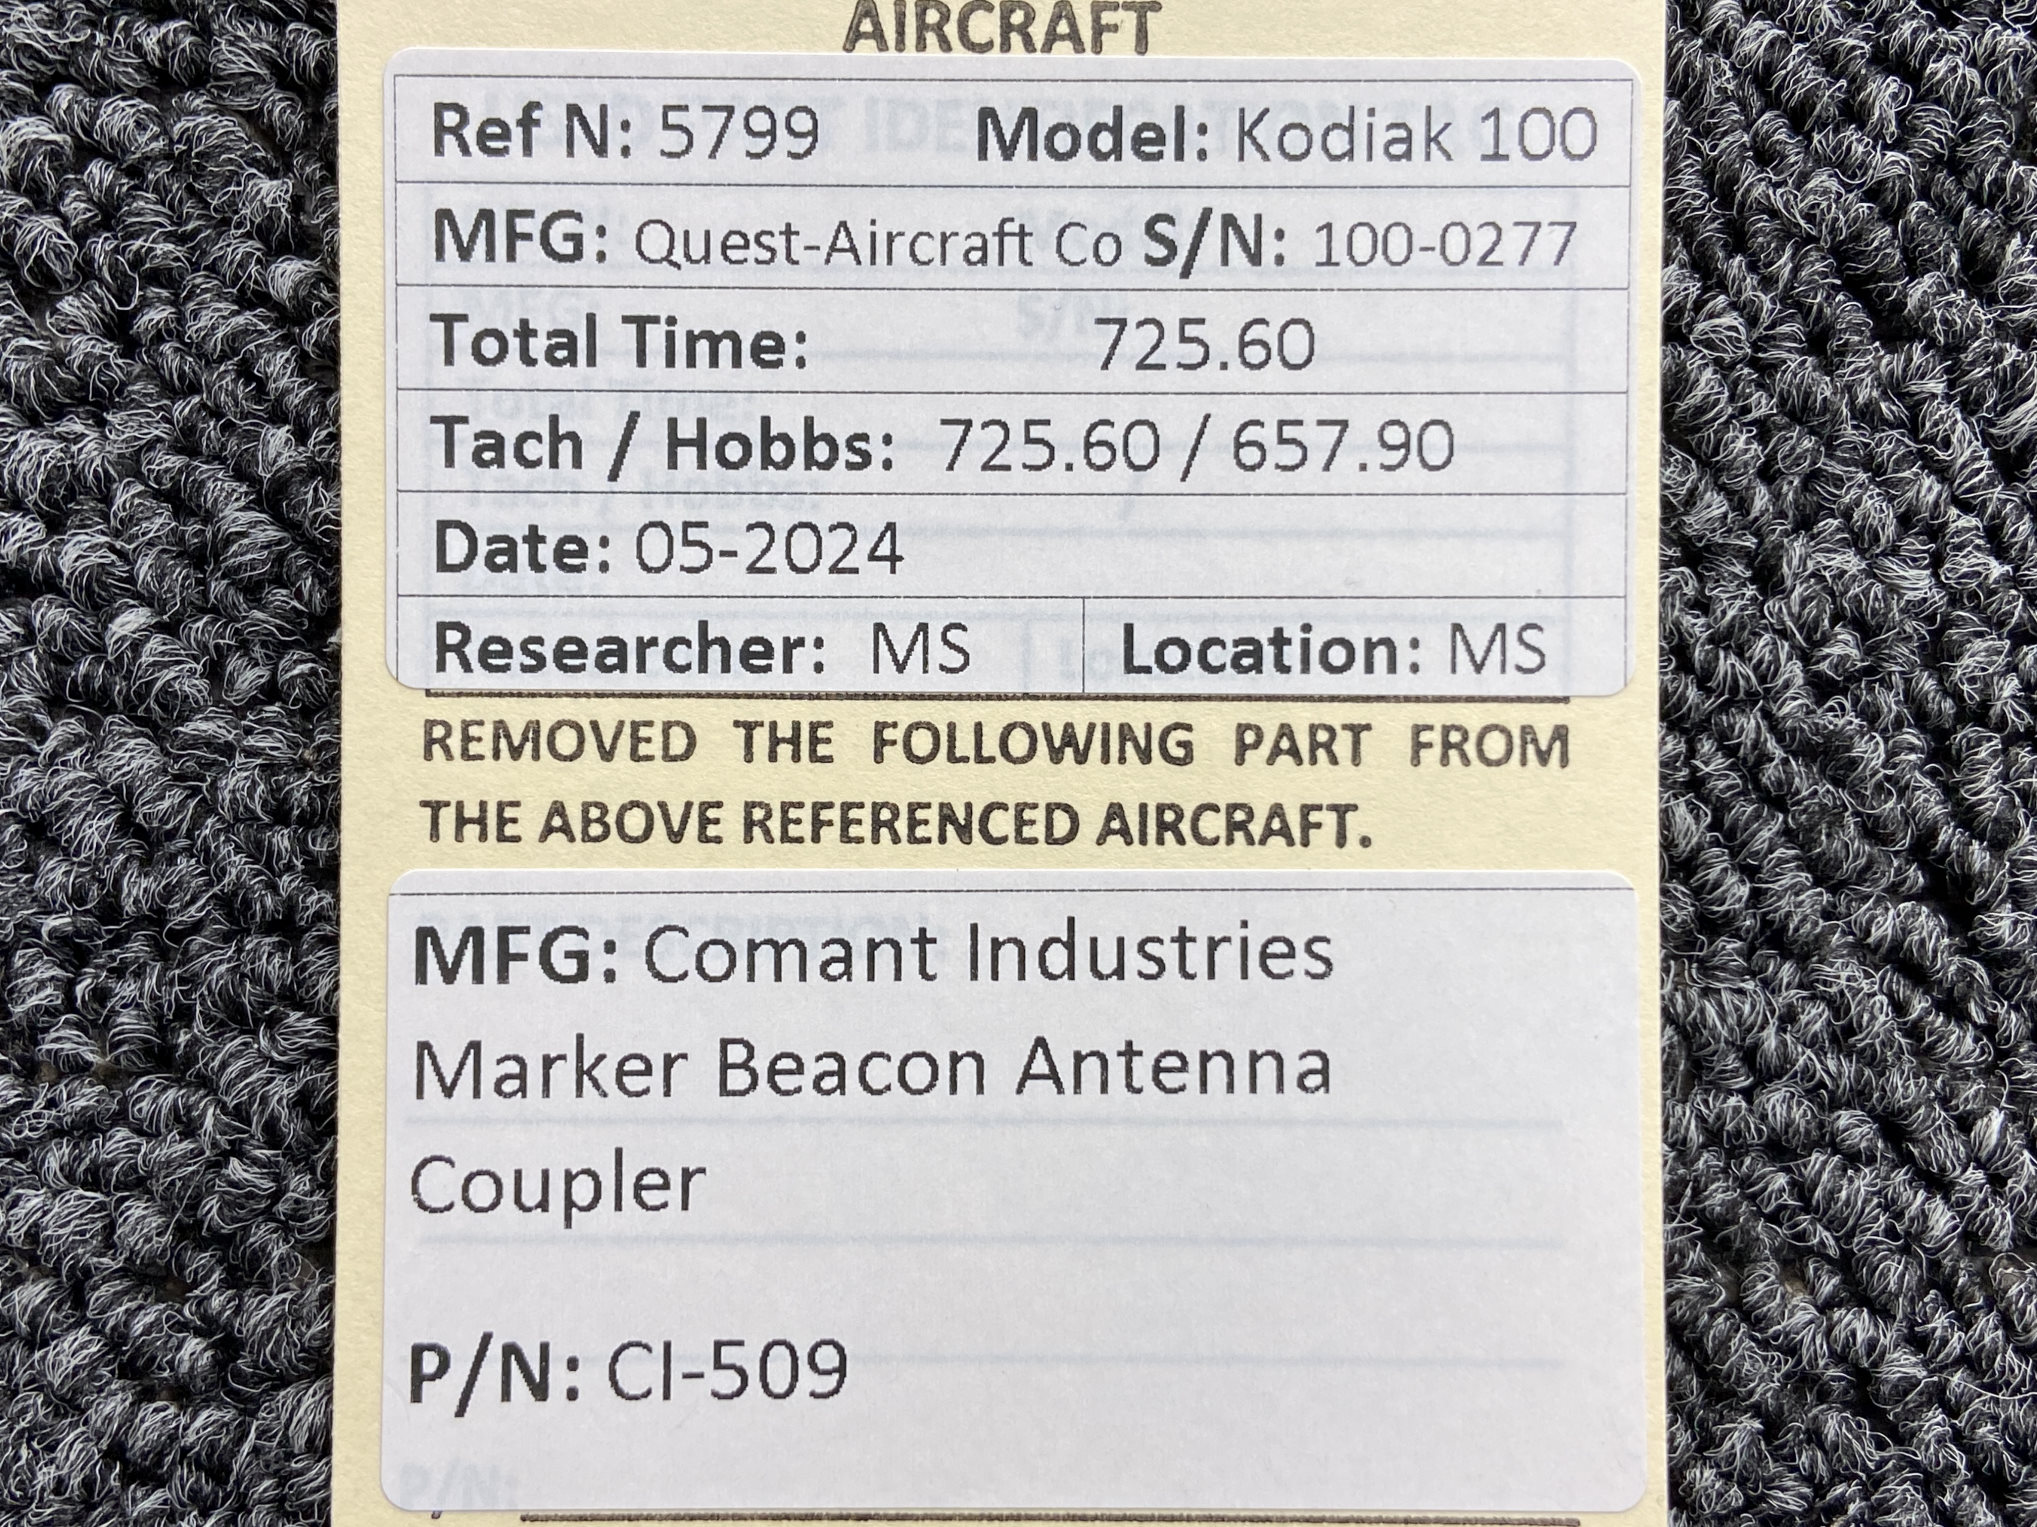 AIRCRAFT
Ref N: 5799 Model: Kodiak 100
MFG: Quest-Aircraft Co S/N: 100-0277
Total Time: 725.60
Tach / Hobbs: 725.60 / 657.90
Date: 05-2024
Researcher: MS Location: MS
REMOVED THE FOLLOWING PART FROM
THE ABOVE REFERENCED AIRCRAFT.
MFG: Comant Industries
Marker Beacon Antenna
Coupler
P/N: CI-509
P/N: